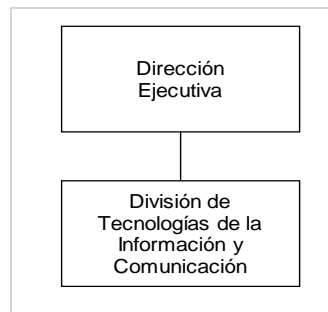 Dirección
Ejecutiva
División de
Tecnologías de la
Información y
Comunicación